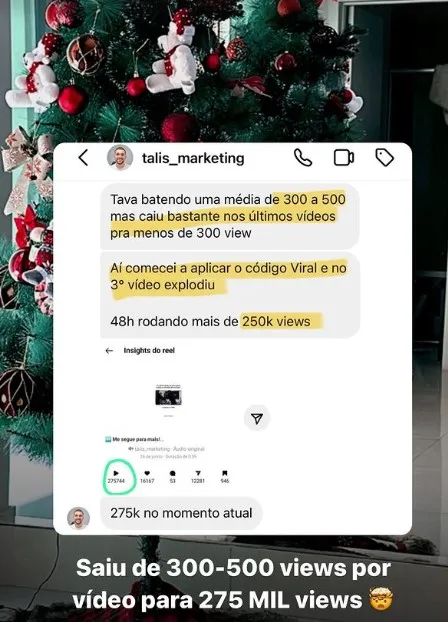 talis_marketing
Tava batendo uma média de 300 a 500
mas caiu bastante nos últimos vídeos
pra menos de 300 view
Aí comecei a aplicar o código Viral e no
3° vídeo explodiu
48h rodando mais de 250k views
Insights do reel
Me segue para mais!...
talis_marketing · Áudio original
275744 16167 53 12281 946
275k no momento atual
Saiu de 300-500 views por
vídeo para 275 MIL views 🤯